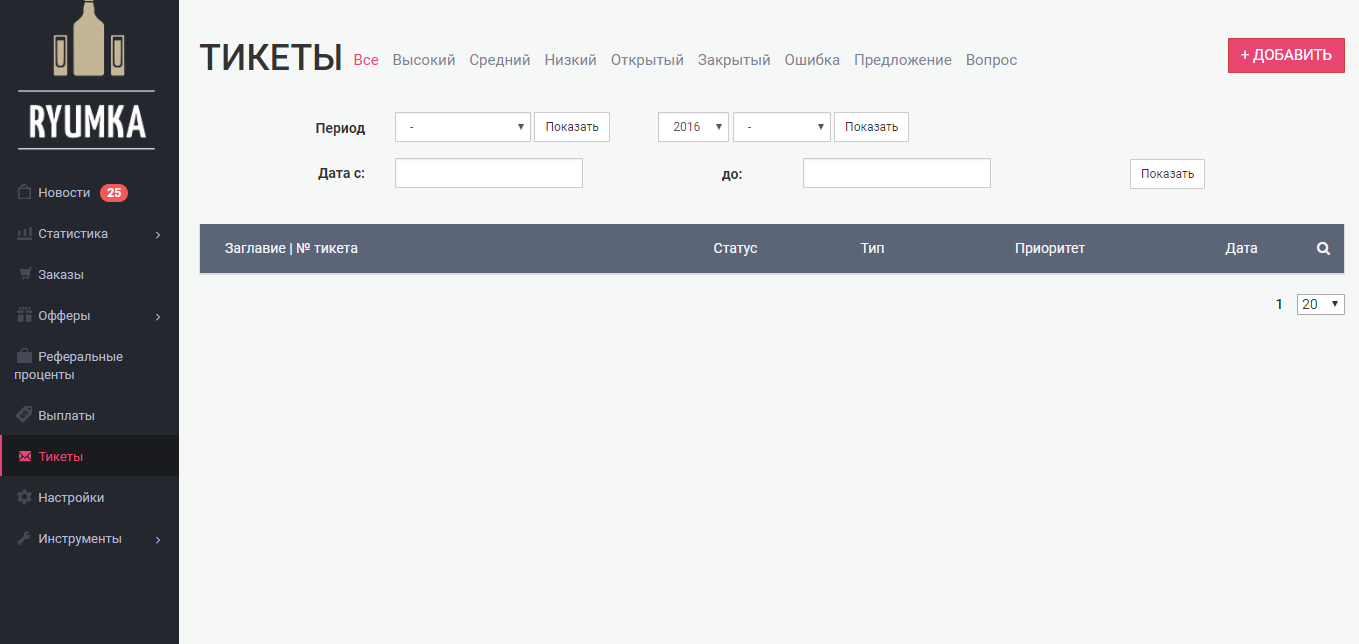 RYUMKA
Новости 25
Статистика
Заказы
Офферы
Реферальные
проценты
Выплаты
Тикеты
Настройки
Инструменты
ТИКЕТЫ Все Высокий Средний Низкий Открытый Закрытый Ошибка Предложение Вопрос
+ ДОБАВИТЬ
Период - Показать 2016 - Показать
Дата с: до: Показать
Заглавие | № тикета Статус Тип Приоритет Дата
1 20